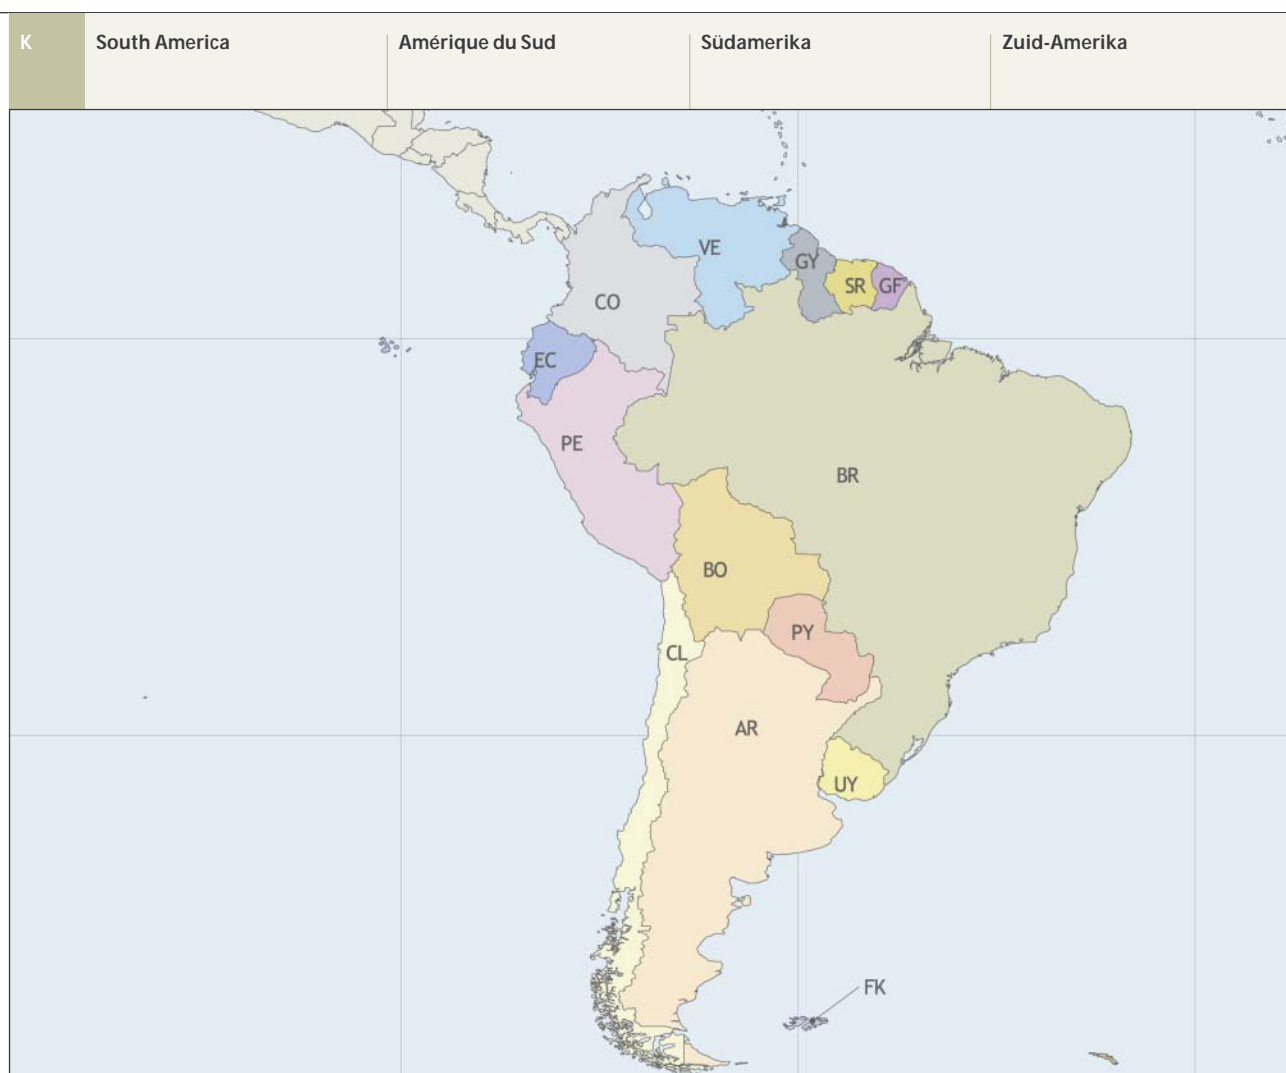 K
South America
Amérique du Sud
Südamerika
Zuid-Amerika
VE
GY
SR
GF
CO
EC
PE
BR
BO
PY
CL
AR
UY
FK